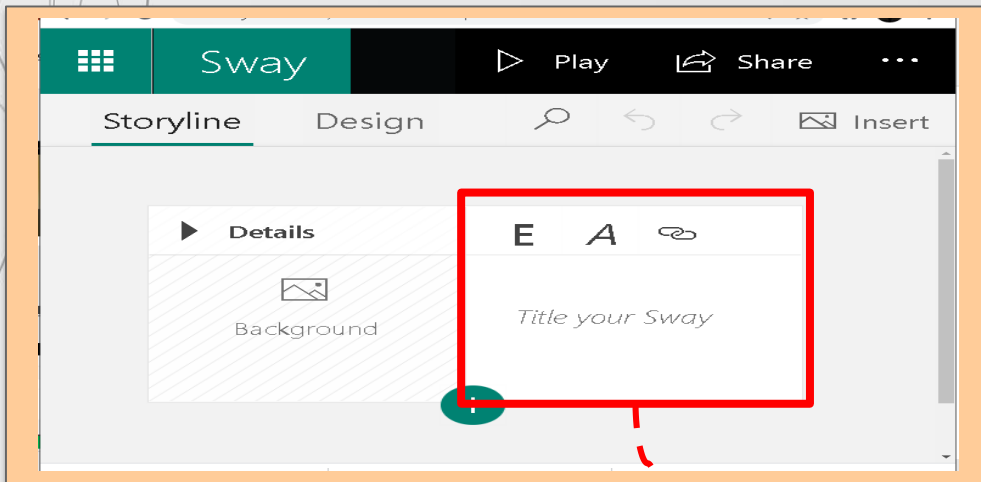 Sway Play Share ...
Storyline Design Insert
Details E A
Background
Title your Sway